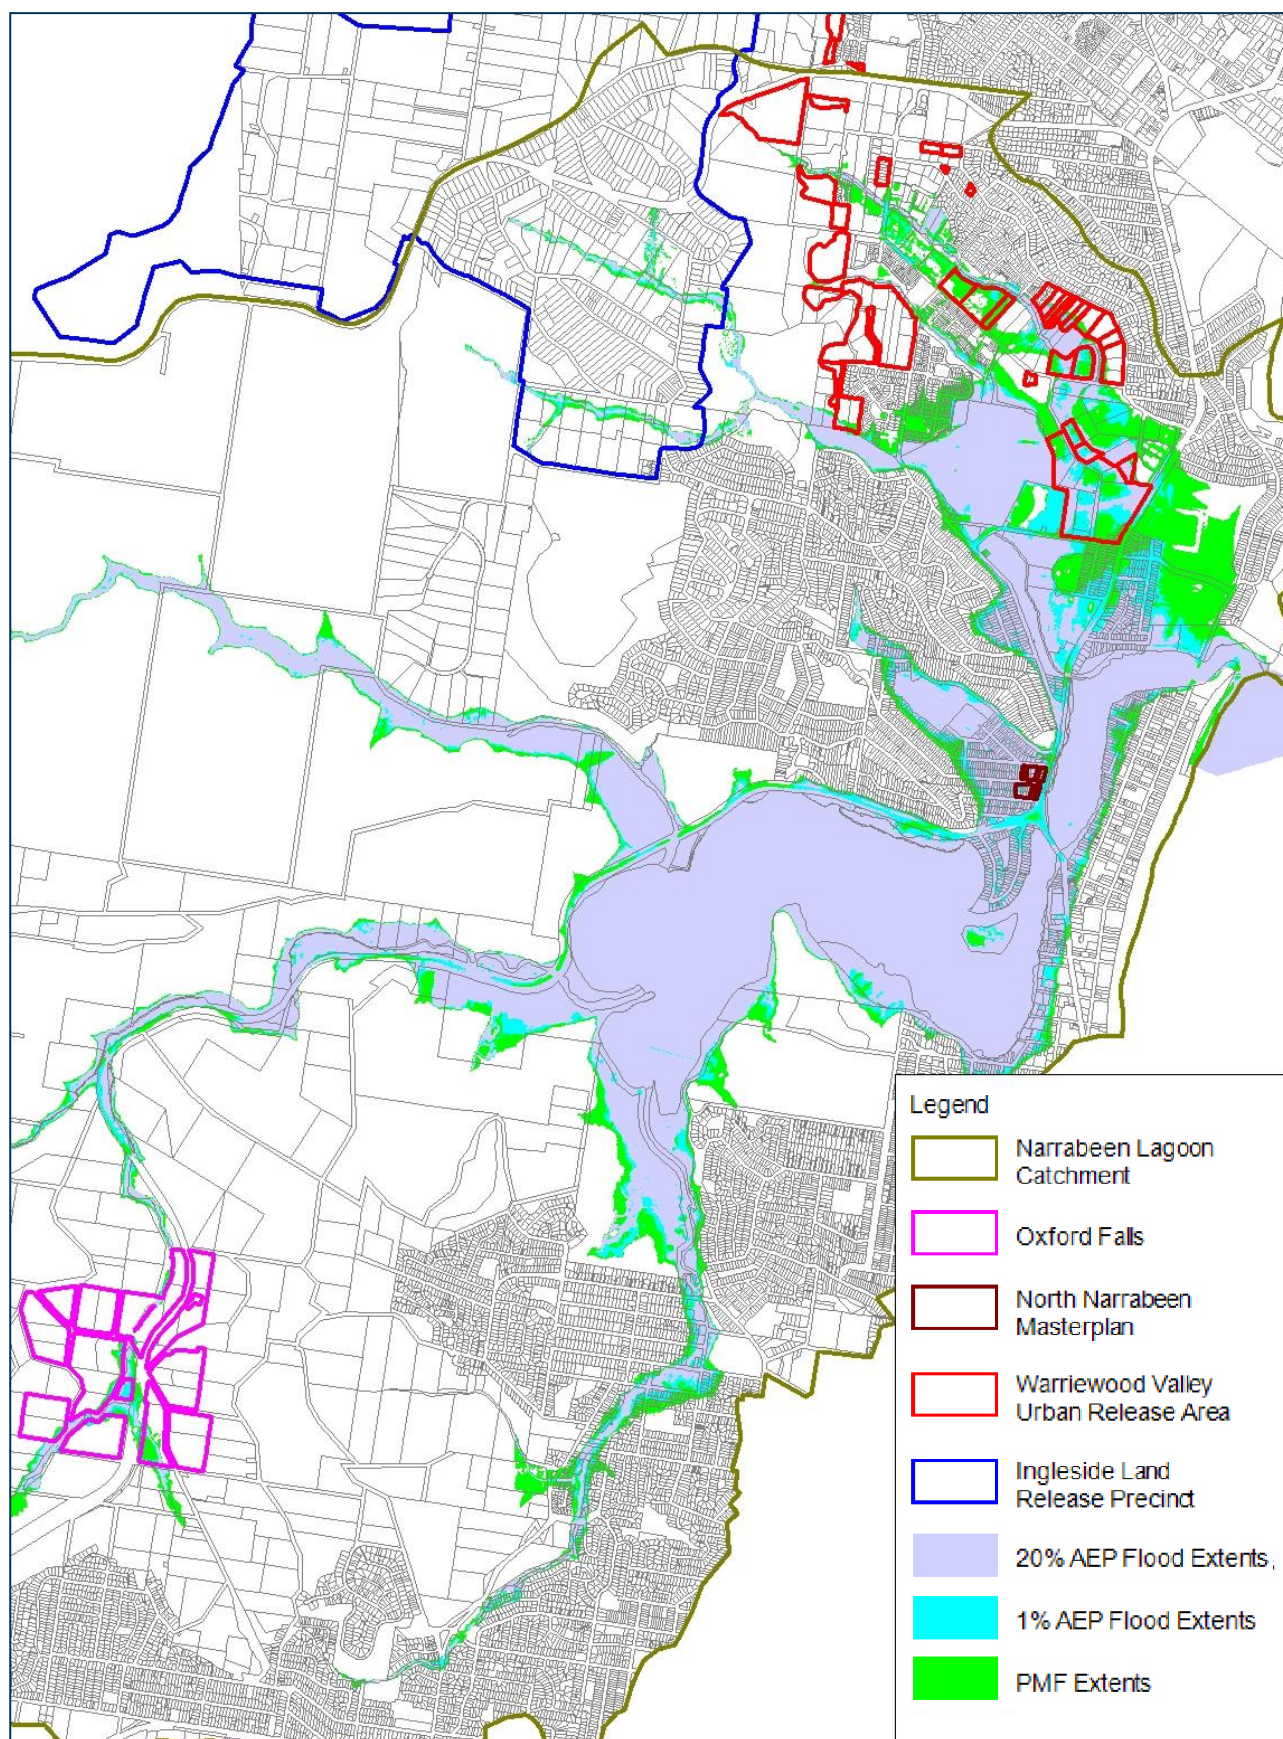 Legend
Narrabeen Lagoon
Catchment
Oxford Falls
North Narrabeen
Masterplan
Warriewood Valley
Urban Release Area
Ingleside Land
Release Precinct
20% AEP Flood Extents
1% AEP Flood Extents
PMF Extents